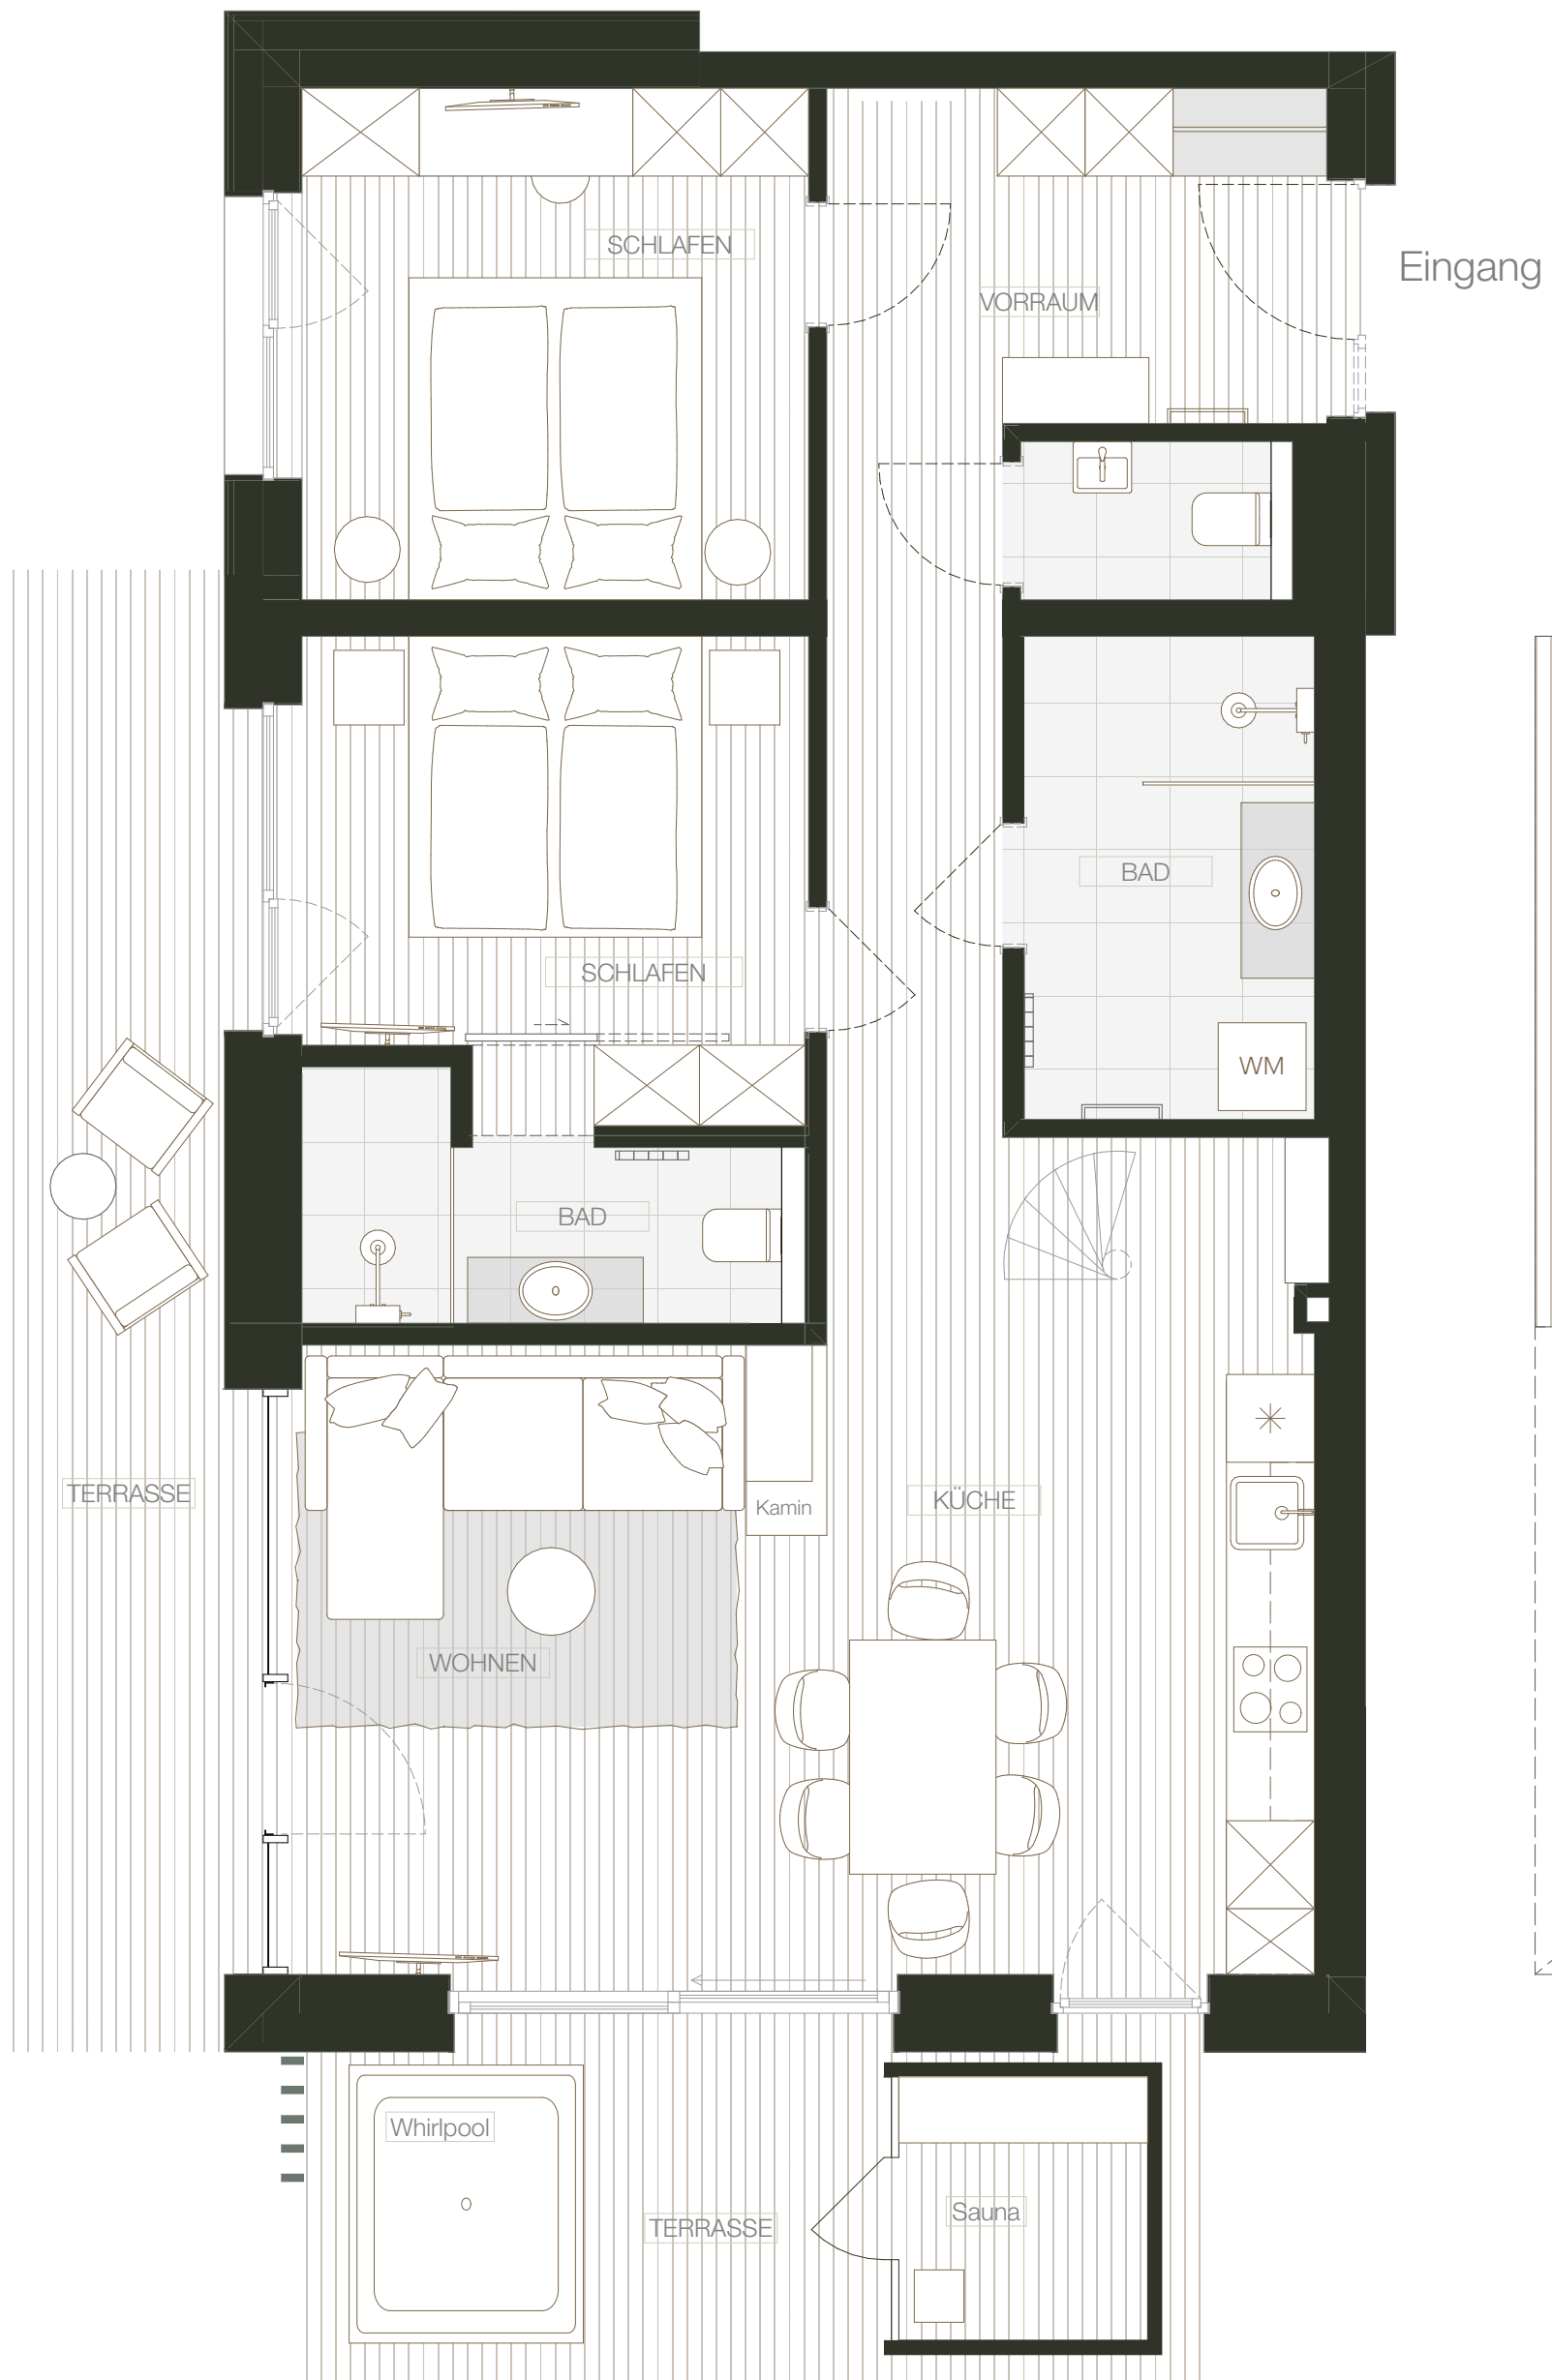 SCHLAFEN
Eingang
VORRAUM
BAD
SCHLAFEN
WM
BAD
TERRASSE
KÜCHE
Kamin
WOHNEN
Whirlpool
Sauna
TERRASSE